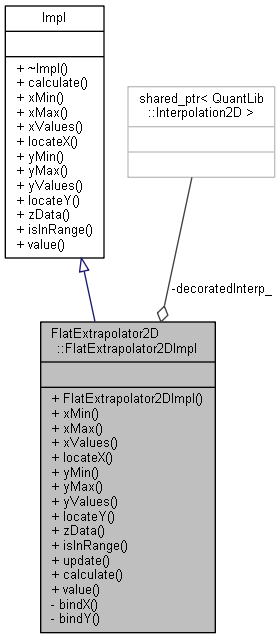 Impl
+ ~Impl()
+ calculate()
+ xMin()
+ xMax()
+ xValues()
+ locateX()
+ yMin()
+ yMax()
+ yValues()
+ locateY()
+ zData()
+ isInRange()
+ value()
shared_ptr< QuantLib
::Interpolation2D >
-decoratedInterp_
FlatExtrapolator2D
::FlatExtrapolator2DImpl
+ FlatExtrapolator2DImpl()
+ xMin()
+ xMax()
+ xValues()
+ locateX()
+ yMin()
+ yMax()
+ yValues()
+ locateY()
+ zData()
+ isInRange()
+ update()
+ calculate()
+ value()
- bindX()
- bindY()